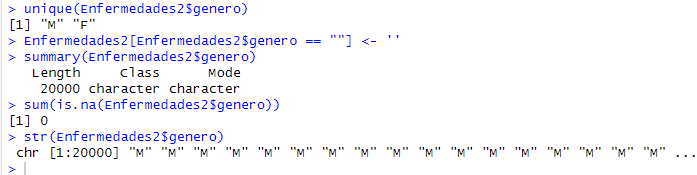 > unique(Enfermedades2$genero)
[1] "M" "F"
> Enfermedades2[Enfermedades2$genero == ""] <- ''
> summary(Enfermedades2$genero)
   Length     Class      Mode
    20000 character character
> sum(is.na(Enfermedades2$genero))
[1] 0
> str(Enfermedades2$genero)
 chr [1:20000] "M" "M" "M" "M" "M" "M" "M" "M" "M" "M" "M" "M" "M" "M" "M" "M" "M" ...
>